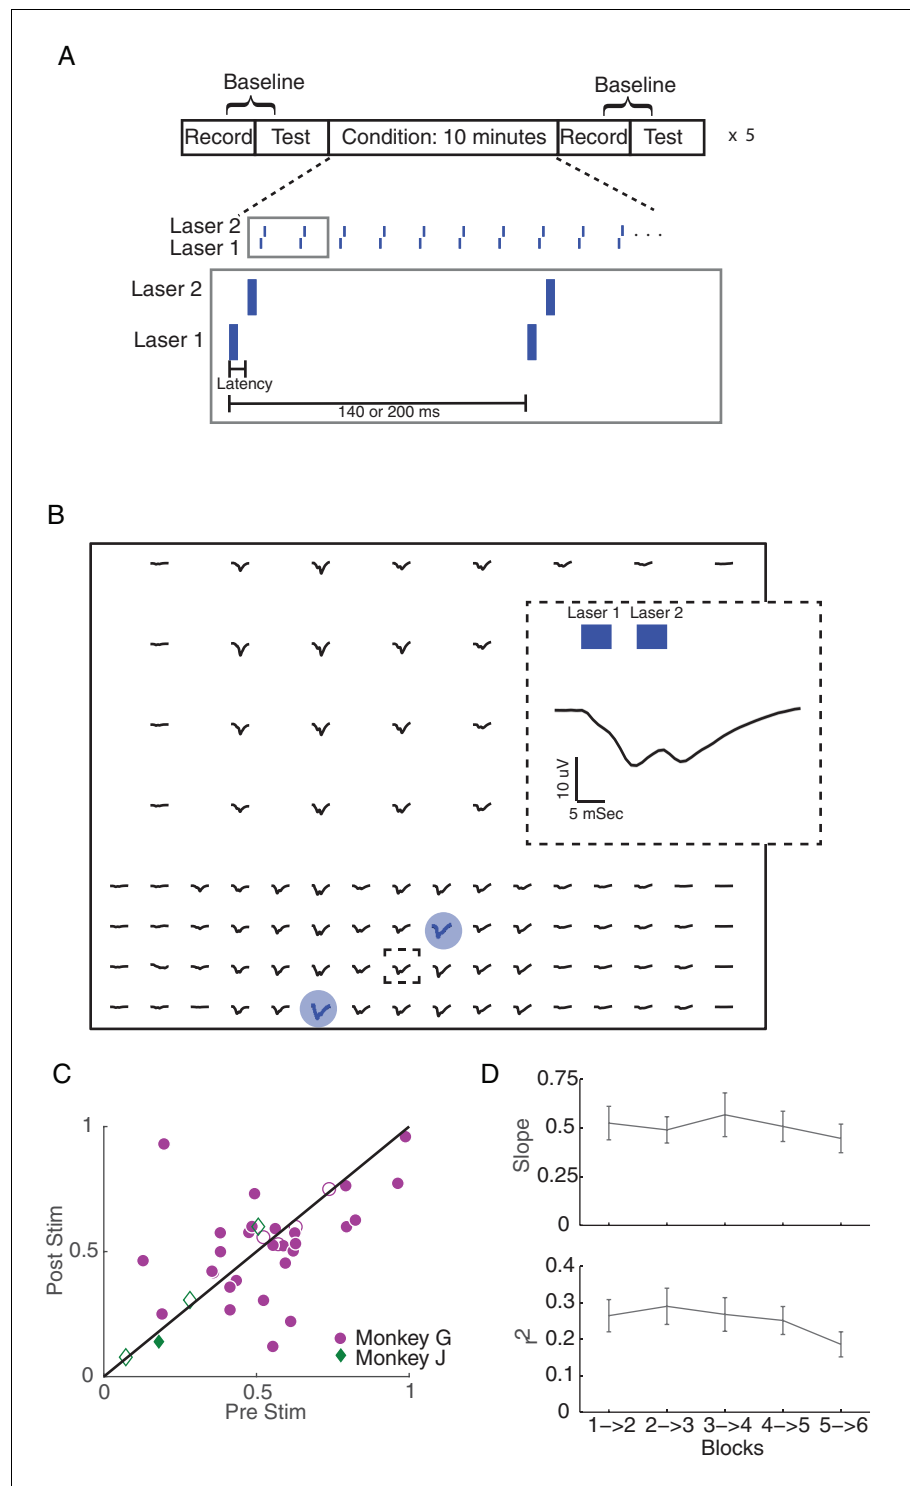 A
Baseline
Baseline
Record Test Condition: 10 minutes Record Test x 5
Laser 2
Laser 1
. . .
Laser 2
Laser 1
Latency
140 or 200 ms
B
Laser 1 Laser 2
10 uV
5 mSec
C
1
0.5
0
Post Stim
Monkey G
Monkey J
0 0.5 1
Pre Stim
D
0.75
0.5
0.25
0
Slope
0.4
0.3
0.2
0.1
0
r2
1–>2 2–>3 3–>4 4–>5 5–>6
Blocks